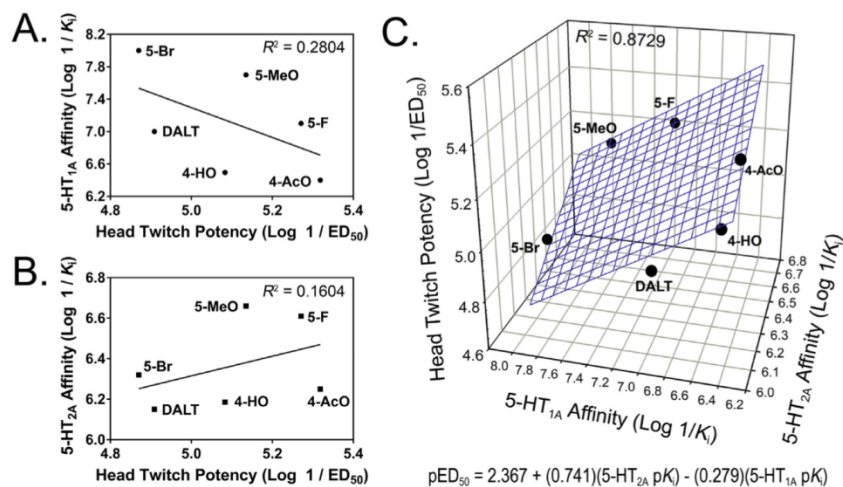 A.
R² = 0.2804
5-HT1A Affinity (Log 1 / Ki)
8.2
7.8
7.4
7.0
6.6
6.2
5-Br
5-MeO
5-F
DALT
4-HO
4-AcO
4.8 5.0 5.2 5.4
Head Twitch Potency (Log 1 / ED50)
B.
R² = 0.1604
5-HT2A Affinity (Log 1 / Ki)
6.8
6.6
6.4
6.2
6.0
5-MeO
5-F
5-Br
DALT
4-HO
4-AcO
4.8 5.0 5.2 5.4
Head Twitch Potency (Log 1 / ED50)
C.
R² = 0.8729
Head Twitch Potency (Log 1/ED50)
5.6
5.4
5.2
5.0
4.8
4.6
5-MeO
5-F
4-AcO
5-Br
4-HO
DALT
8.0 7.8 7.6 7.4 7.2 7.0 6.8 6.6 6.4 6.2
5-HT1A Affinity (Log 1/Ki)
6.8
6.7
6.6
6.5
6.4
6.3
6.2
6.1
6.0
5-HT2A Affinity (Log 1/Ki)
pED50 = 2.367 + (0.741)(5-HT2A pKi) - (0.279)(5-HT1A pKi)